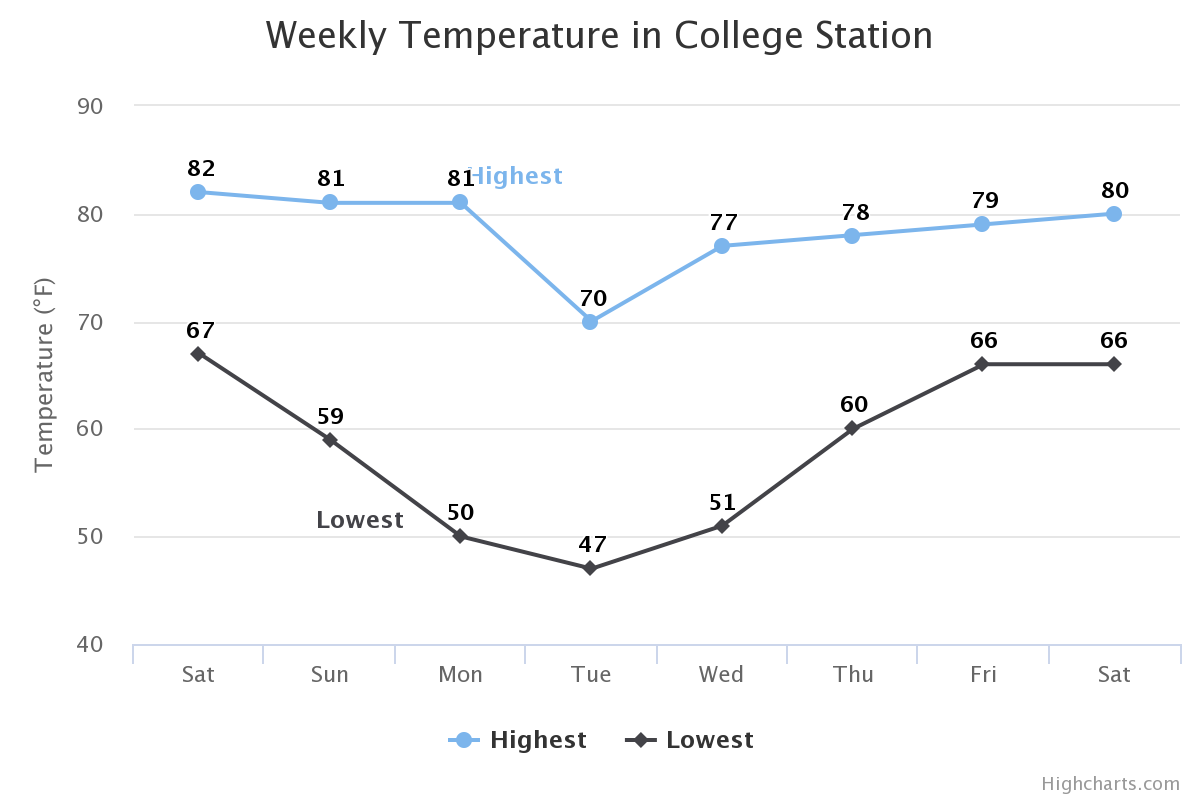 Weekly Temperature in College Station
Temperature (°F)
90
80
70
60
50
40
82
81
81
Highest
70
77
78
79
80
67
59
Lowest
50
47
51
60
66
66
Sat
Sun
Mon
Tue
Wed
Thu
Fri
Sat
Highest
Lowest
Highcharts.com